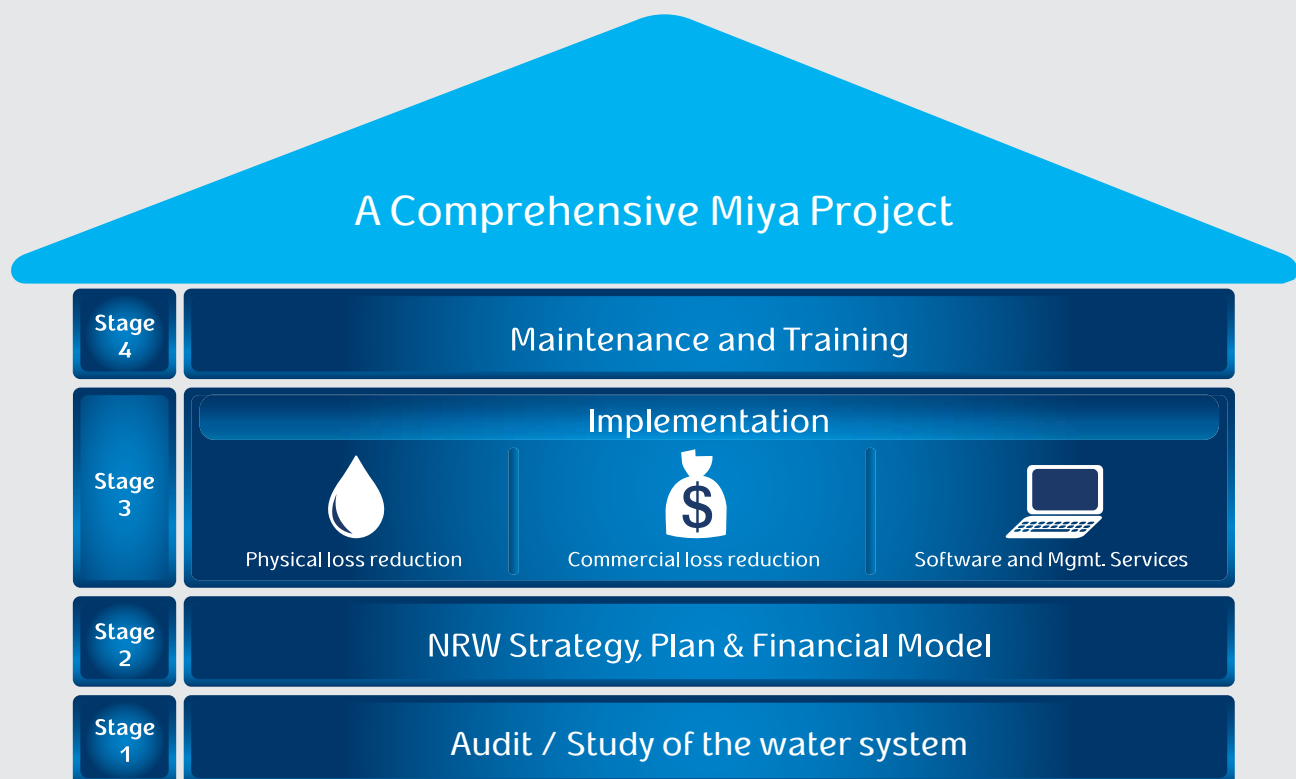 A Comprehensive Miya Project
Stage
4
Maintenance and Training
Stage
3
Implementation
$
Physical loss reduction
Commercial loss reduction
Software and Mgmt. Services
Stage
2
NRW Strategy, Plan & Financial Model
Stage
1
Audit / Study of the water system